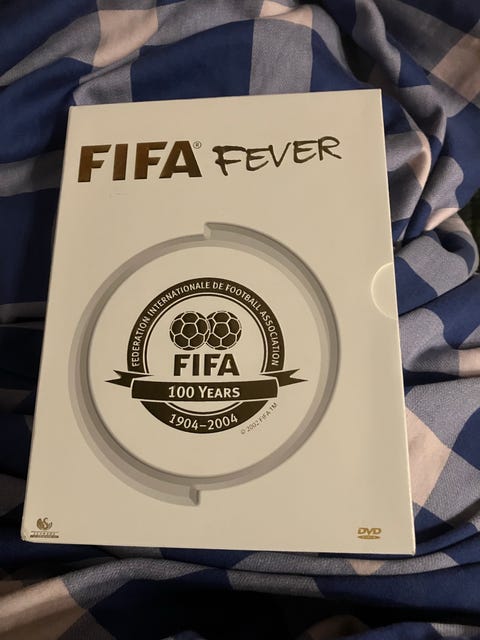 FIFA® FEVER
FEDERATION INTERNATIONALE DE FOOTBALL ASSOCIATION
FIFA
100 YEARS
1904–2004
© 2002 FIFA TM
DVD